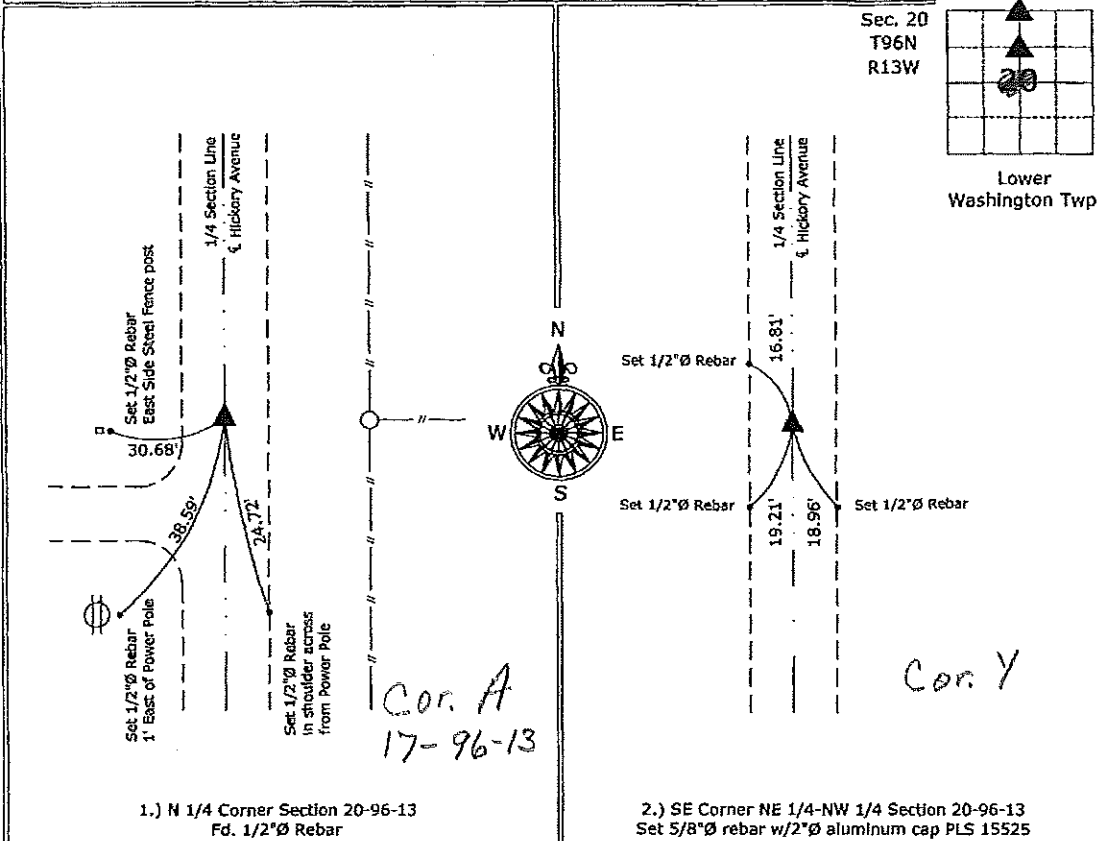 Sec. 20
T96N
R13W
20
Lower
Washington Twp
1/4 Section Line
℄ Hickory Avenue
Set 1/2"Ø Rebar
East Side Steel Fence post
30.68'
38.59'
24.72'
Set 1/2"Ø Rebar
1' East of Power Pole
Set 1/2"Ø Rebar
in shoulder across
from Power Pole
Cor. A
17-96-13
1.) N 1/4 Corner Section 20-96-13
Fd. 1/2"Ø Rebar
N
W
E
S
1/4 Section Line
℄ Hickory Avenue
Set 1/2"Ø Rebar
16.81'
Set 1/2"Ø Rebar
19.21'
18.96'
Set 1/2"Ø Rebar
Cor. Y
2.) SE Corner NE 1/4-NW 1/4 Section 20-96-13
Set 5/8"Ø rebar w/2"Ø aluminum cap PLS 15525